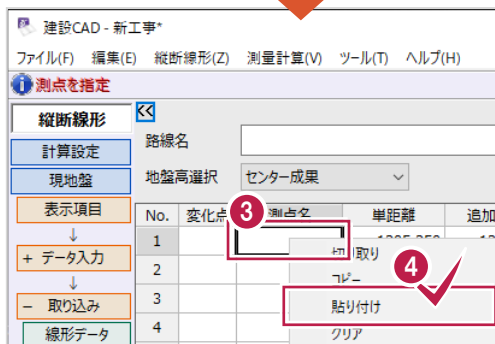 建設CAD - 新工事*
ファイル(F) 編集(E) 縦断線形(Z) 測量計算(V) ツール(T) ヘルプ(H)
測点を指定
縦断線形
計算設定
現地盤
表示項目
↓
+ データ入力
↓
− 取り込み
線形データ
<<
路線名
地盤高選択 センター成果
No. 変化点 測点名 単距離 追加
1
2
3
4
3
切り取り
コピー
4
貼り付け
クリア